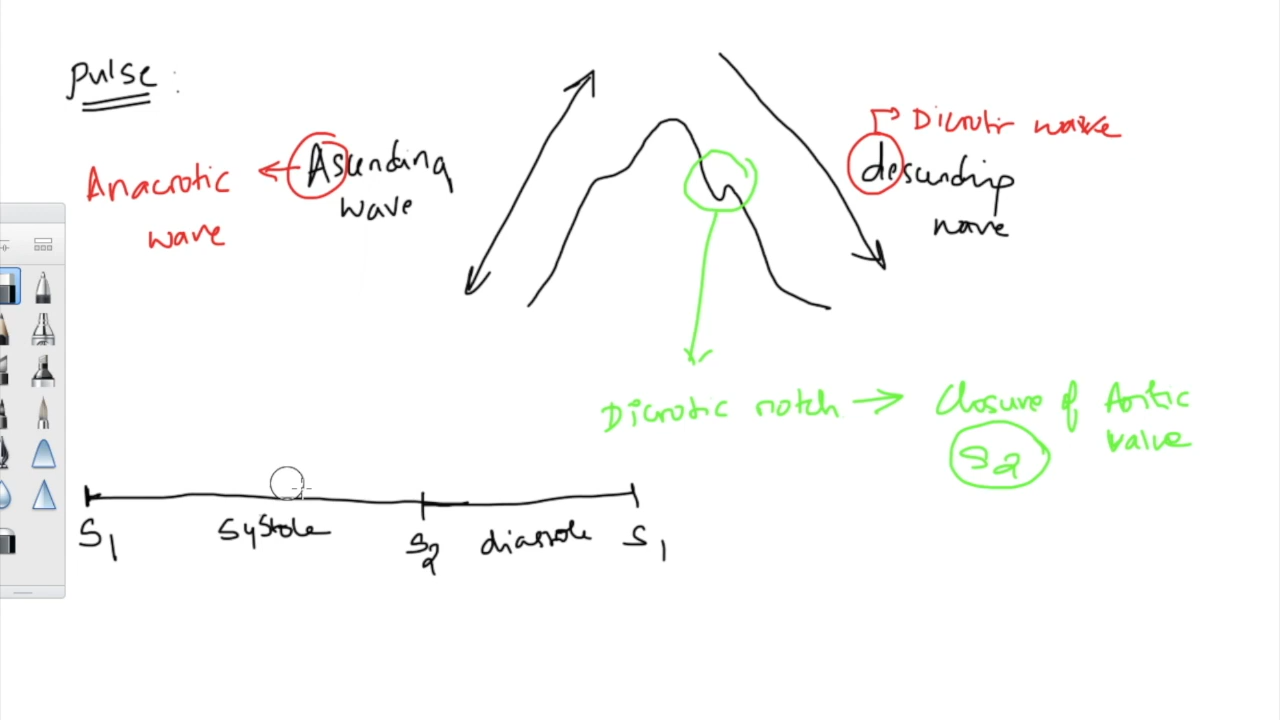 Pulse :
Anacrotic
wave
Ascending
wave
Dicrotic wave
descending
wave
Dicrotic notch → Closure of Aortic
valve
S2
S1
Systole
S2
diastole
S1